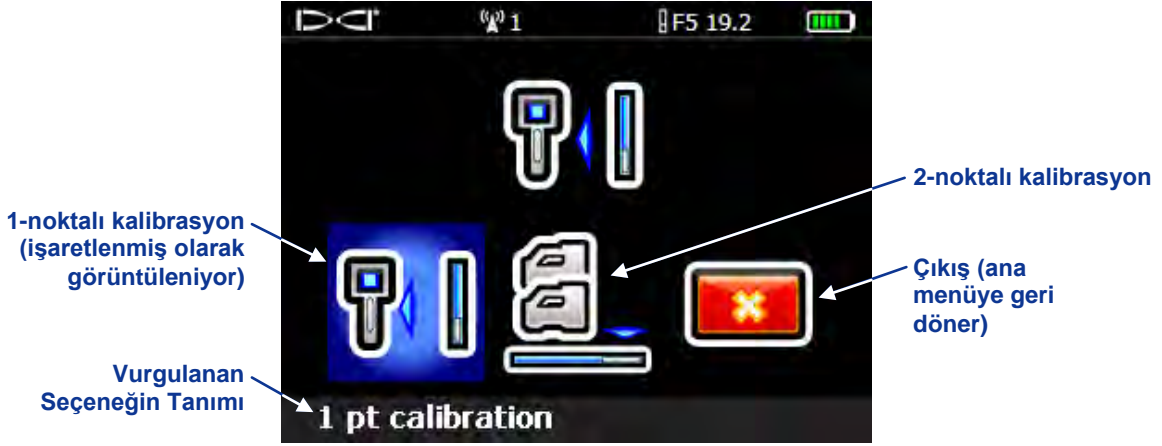 1
F5 19.2
2-noktalı kalibrasyon
1-noktalı kalibrasyon
(işaretlenmiş olarak
görüntüleniyor)
Çıkış (ana
menüye geri
döner)
Vurgulanan
Seçeneğin Tanımı
1 pt calibration